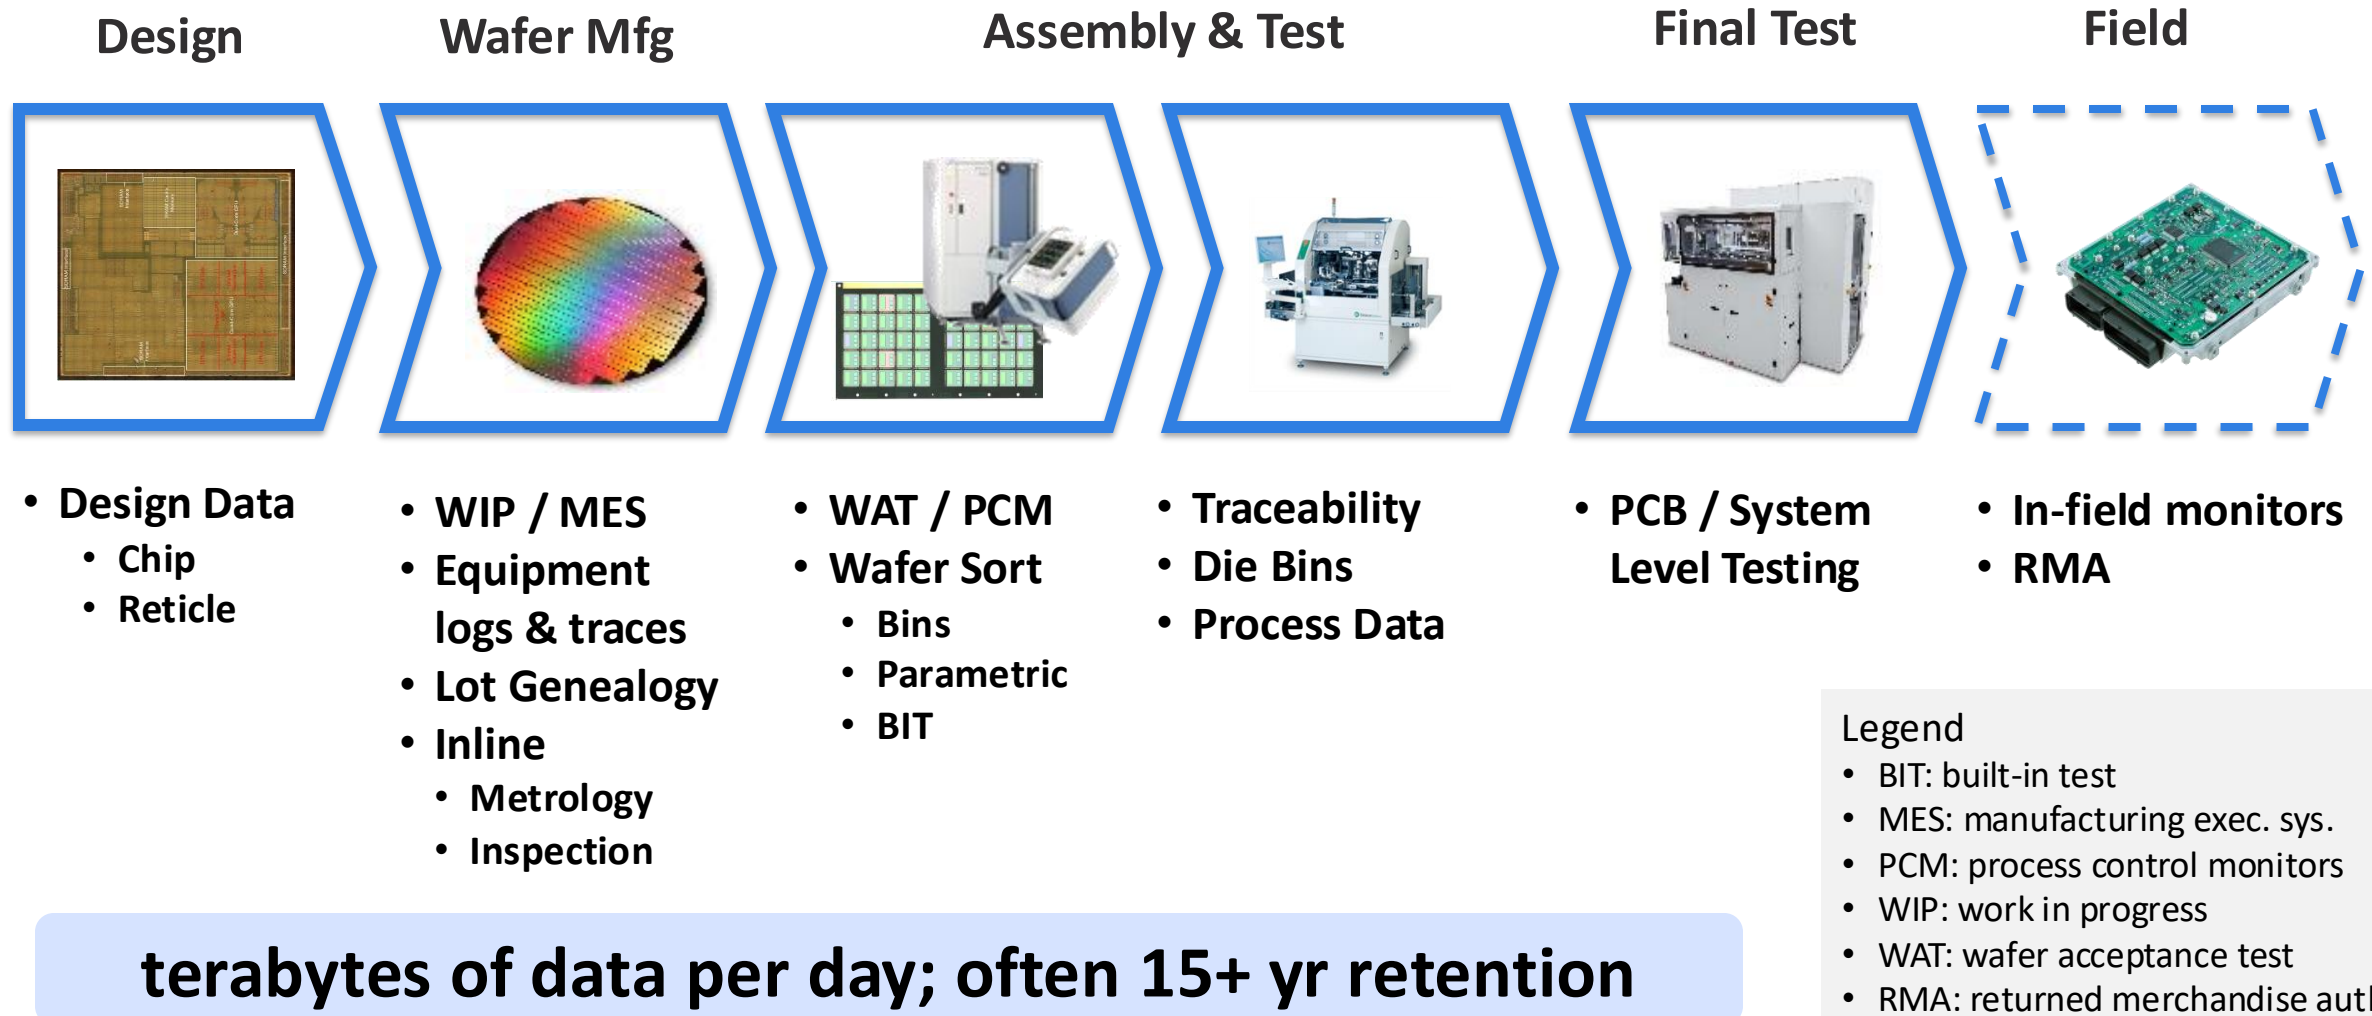 Design
Wafer Mfg
Assembly & Test
Final Test
Field
• Design Data
• Chip
• Reticle
• WIP / MES
• Equipment
logs & traces
• Lot Genealogy
• Inline
• Metrology
• Inspection
• WAT / PCM
• Wafer Sort
• Bins
• Parametric
• BIT
• Traceability
• Die Bins
• Process Data
• PCB / System
Level Testing
• In-field monitors
• RMA
Legend
• BIT: built-in test
• MES: manufacturing exec. sys.
• PCM: process control monitors
• WIP: work in progress
• WAT: wafer acceptance test
• RMA: returned merchandise
terabytes of data per day; often 15+ yr retention